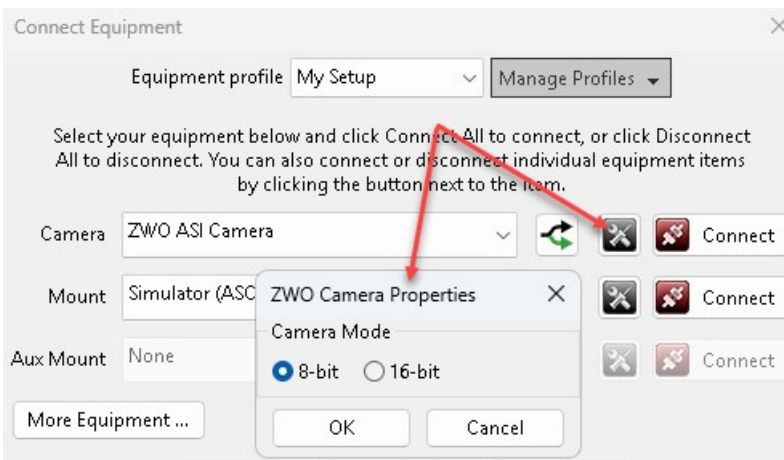 Connect Equipment
Equipment profile My Setup Manage Profiles
Select your equipment below and click Connect All to connect, or click Disconnect
All to disconnect. You can also connect or disconnect individual equipment items
by clicking the button next to the item.
Camera ZWO ASI Camera Connect
Mount Simulator (ASC Connect
ZWO Camera Properties
Camera Mode
8-bit 16-bit
OK Cancel
Aux Mount None Connect
More Equipment ...